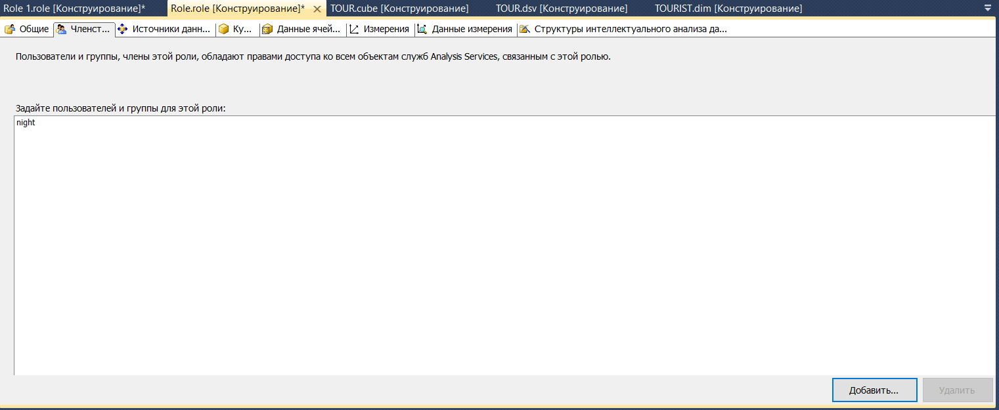 Role 1.role [Конструирование]* Role.role [Конструирование]* TOUR.cube [Конструирование] TOUR.dsv [Конструирование] TOURIST.dim [Конструирование]
Общие Членст... Источники данн... Ку... Данные ячей... Измерения Данные измерения Структуры интеллектуального анализа да...
Пользователи и группы, члены этой роли, обладают правами доступа ко всем объектам служб Analysis Services, связанным с этой ролью.
Задайте пользователей и группы для этой роли:
night
Добавить... Удалить